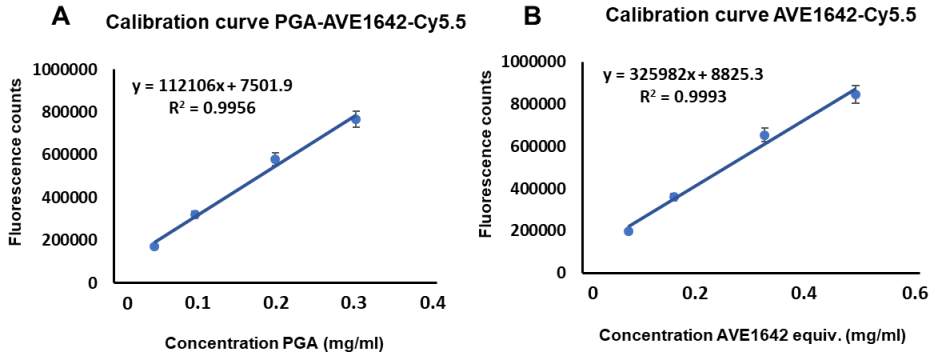 A
Calibration curve PGA-AVE1642-Cy5.5
Fluorescence counts
1000000
800000
600000
400000
200000
0
y = 112106x + 7501.9
R² = 0.9956
0 0.1 0.2 0.3 0.4
Concentration PGA (mg/ml)
B
Calibration curve AVE1642-Cy5.5
Fluorescence counts
1000000
800000
600000
400000
200000
0
y = 325982x + 8825.3
R² = 0.9993
0 0.2 0.4 0.6
Concentration AVE1642 equiv. (mg/ml)